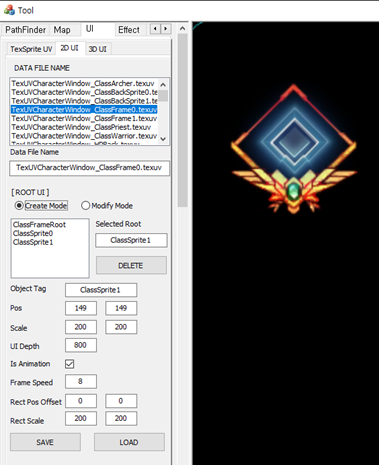 Tool
PathFinder Map UI Effect
TexSprite UV 2D UI 3D UI
DATA FILE NAME
TexUVCharacterWindow_ClassArcher.texuv
TexUVCharacterWindow_ClassBackSprite0.te
TexUVCharacterWindow_ClassBackSprite1.te
TexUVCharacterWindow_ClassFrame0.texuv
TexUVCharacterWindow_ClassFrame1.texuv
TexUVCharacterWindow_ClassPriest.texuv
TexUVCharacterWindow_ClassWarrior.texuv
TexUVCharacterWindow_HPBack.texuv
Data File Name
TexUVCharacterWindow_ClassFrame0.texuv
[ ROOT UI ]
Create Mode Modify Mode
ClassFrameRoot
ClassSprite0
ClassSprite1
Selected Root
ClassSprite1
DELETE
Object Tag ClassSprite1
Pos 149 149
Scale 200 200
UI Depth 800
Is Animation
Frame Speed 8
Rect Pos Offset 0 0
Rect Scale 200 200
SAVE LOAD